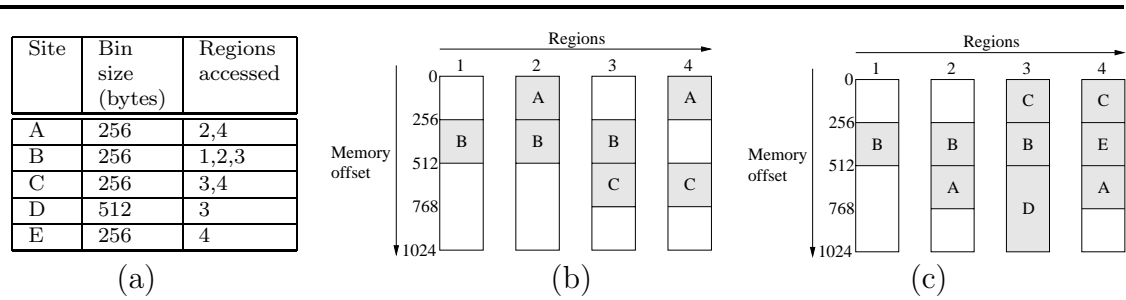 Site Bin size (bytes) Regions accessed
A 256 2,4
B 256 1,2,3
C 256 3,4
D 512 3
E 256 4
(a)
Regions
1 2 3 4
0
A A
256
B B B
Memory offset
512
C C
768
1024
(b)
Regions
1 2 3 4
0
C C
256
B B B E
Memory offset
512
A D A
768
1024
(c)